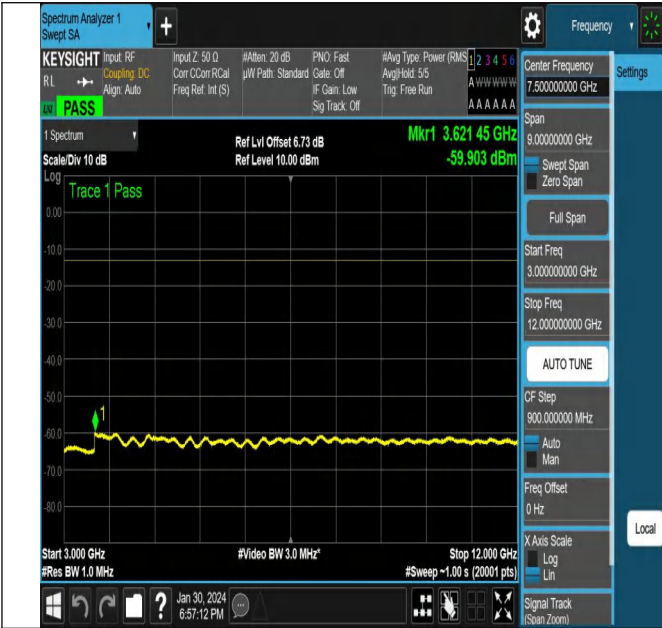 Spectrum Analyzer 1
Swept SA
+
Frequency
KEYSIGHT
RL
LXI
PASS
Input: RF
Coupling: DC
Align: Auto
Input Z: 50 Ω
Corr CCorr RCal
Freq Ref: Int (S)
#Atten: 20 dB
µW Path: Standard
PNO: Fast
Gate: Off
IF Gain: Low
Sig Track: Off
#Avg Type: Power (RMS
Avg|Hold: 5/5
Trig: Free Run
1 2 3 4 5 6
A W W W W W
A A A A A A
Center Frequency
7.500000000 GHz
Settings
Span
9.00000000 GHz
Swept Span
Zero Span
Full Span
Start Freq
3.000000000 GHz
Stop Freq
12.000000000 GHz
AUTO TUNE
CF Step
900.000000 MHz
Auto
Man
Freq Offset
0 Hz
X Axis Scale
Log
Lin
Local
Signal Track
(Span Zoom)
1 Spectrum
Scale/Div 10 dB
Ref Lvl Offset 6.73 dB
Ref Level 10.00 dBm
Mkr1 3.621 45 GHz
-59.903 dBm
Log
Trace 1 Pass
0.00
-10.0
-20.0
-30.0
-40.0
-50.0
-60.0
-70.0
-80.0
1
Start 3.000 GHz
#Res BW 1.0 MHz
#Video BW 3.0 MHz*
Stop 12.000 GHz
#Sweep ~1.00 s (20001 pts)
?
Jan 30, 2024
6:57:12 PM